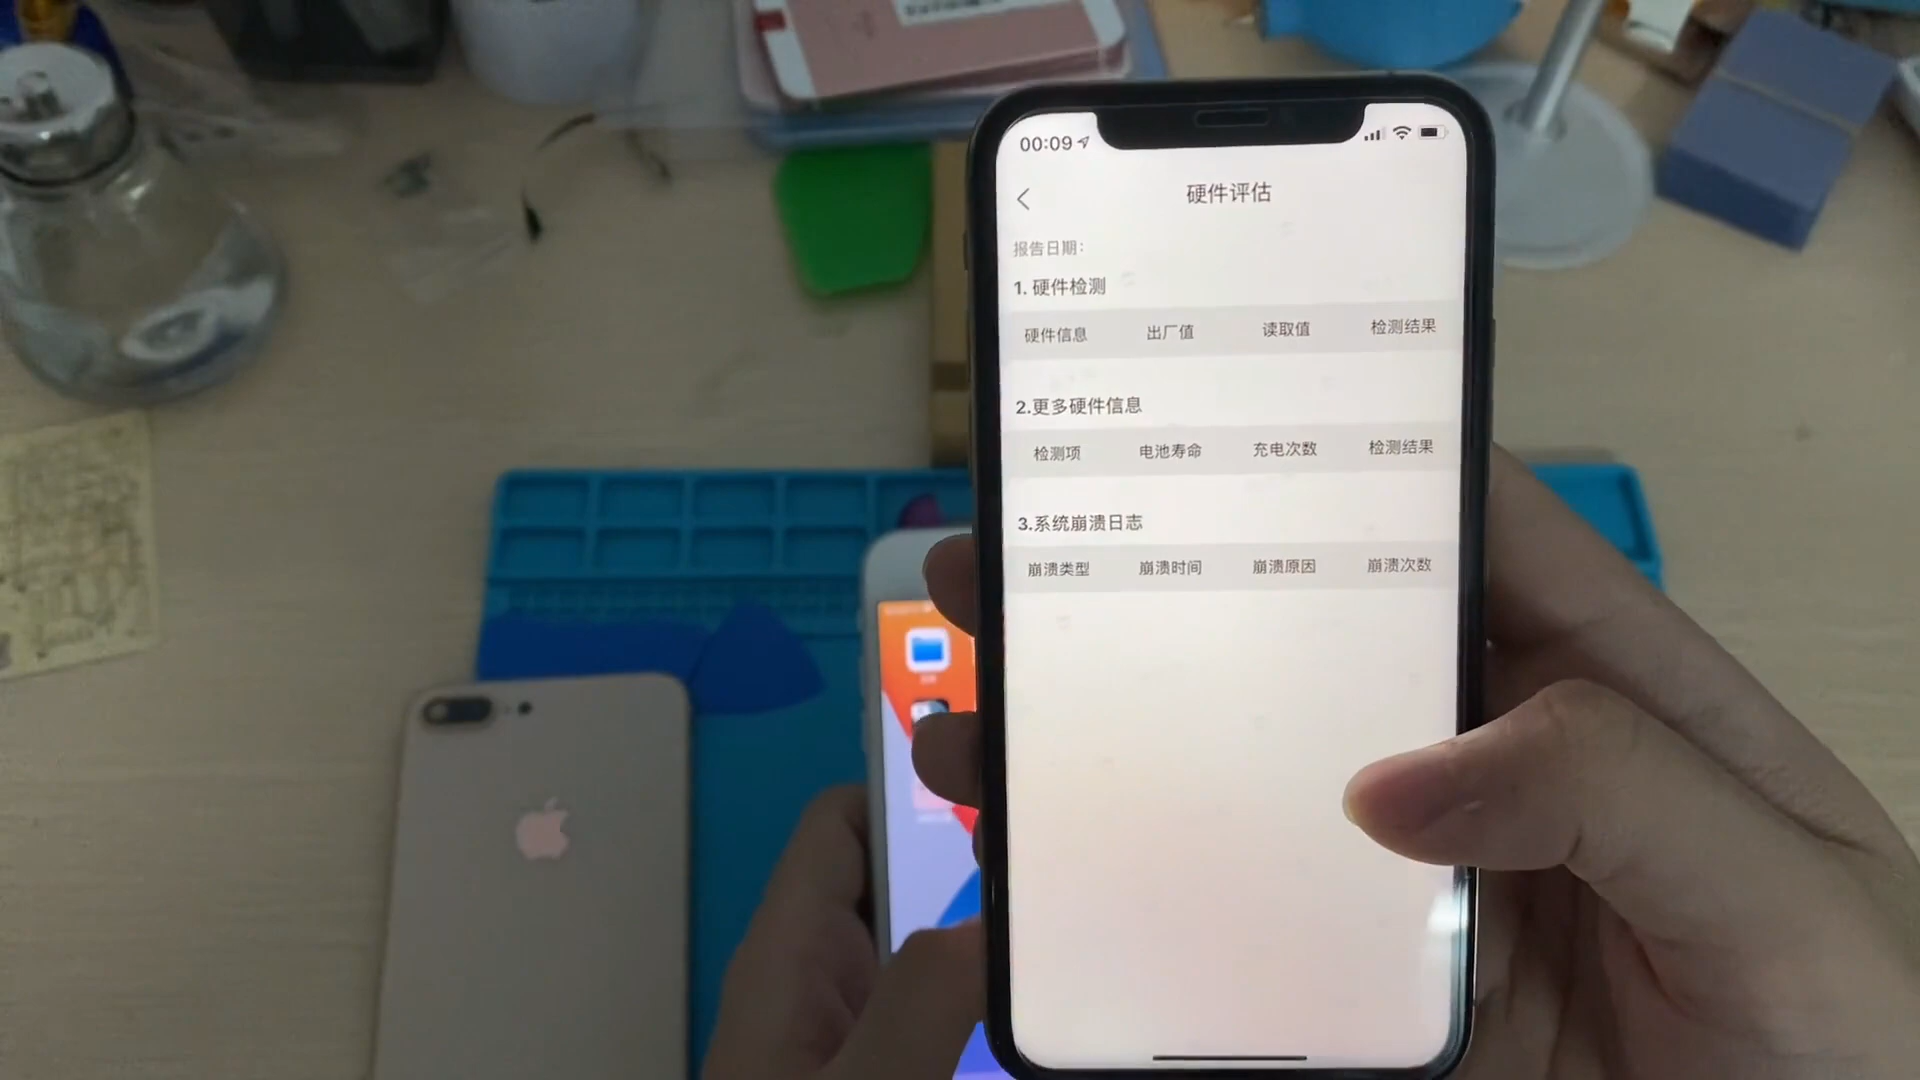 00:09
硬件评估
报告日期:
1. 硬件检测
硬件信息 出厂值 读取值 检测结果
2.更多硬件信息
检测项 电池寿命 充电次数 检测结果
3.系统崩溃日志
崩溃类型 崩溃时间 崩溃原因 崩溃次数